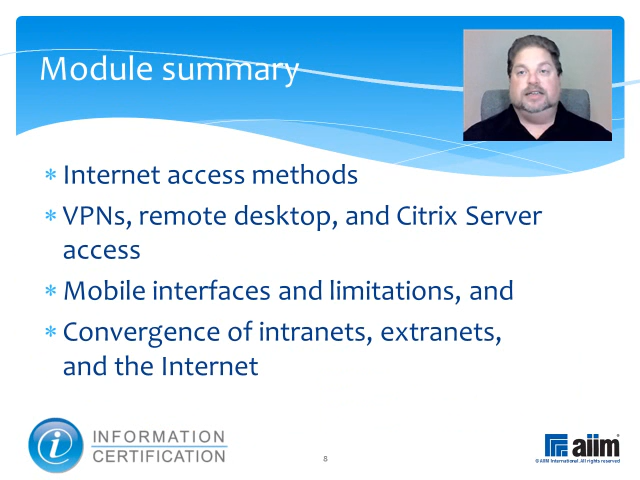 Module summary
* Internet access methods
* VPNs, remote desktop, and Citrix Server
access
* Mobile interfaces and limitations, and
* Convergence of intranets, extranets,
and the Internet
i
INFORMATION
CERTIFICATION
8
aiim
© AIIM International. All rights reserved